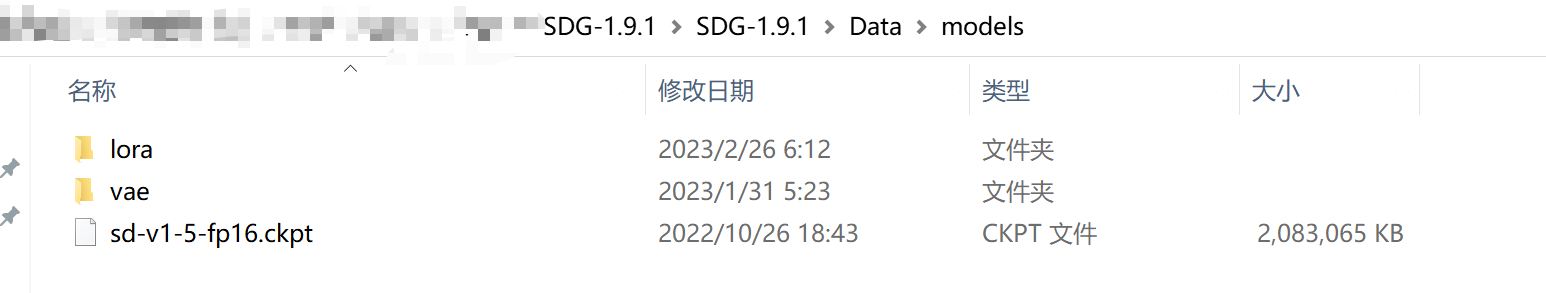 SDG-1.9.1 > SDG-1.9.1 > Data > models
名称 修改日期 类型 大小
lora 2023/2/26 6:12 文件夹
vae 2023/1/31 5:23 文件夹
sd-v1-5-fp16.ckpt 2022/10/26 18:43 CKPT 文件 2,083,065 KB